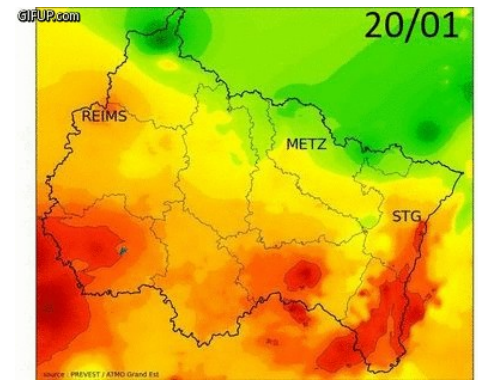 GIFUP.com
20/01
REIMS
METZ
STG
source : PREVEST / ATMO Grand Est